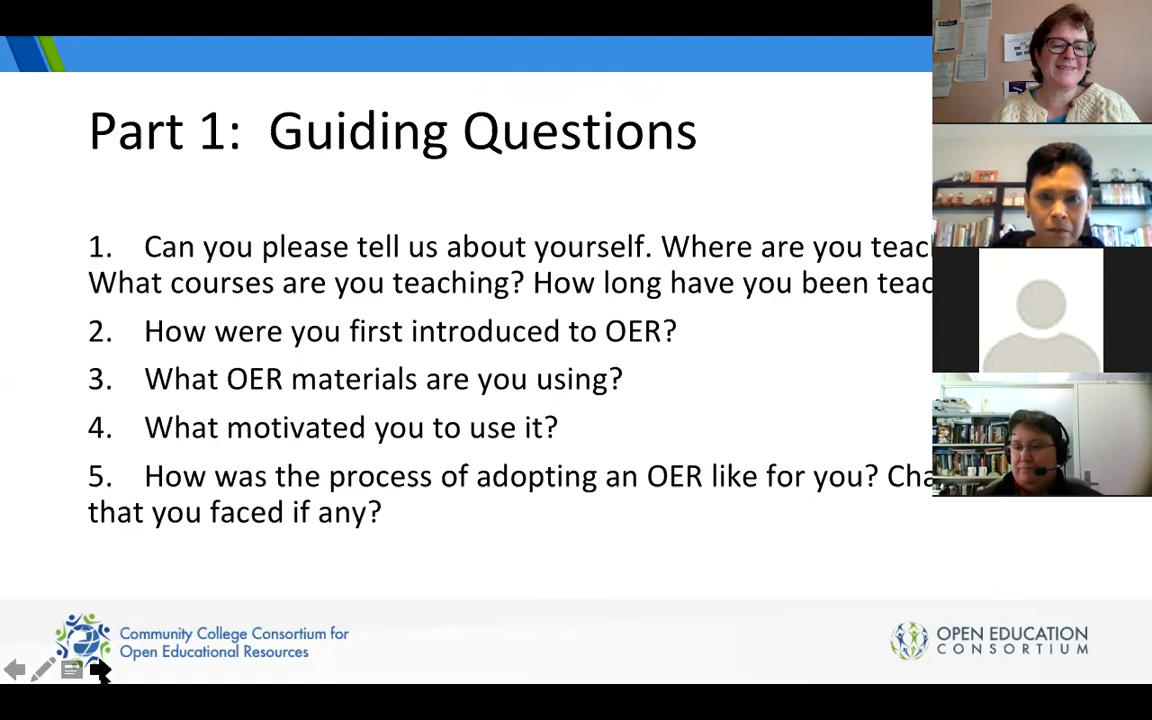 Part 1: Guiding Questions
1. Can you please tell us about yourself. Where are you
What courses are you teaching? How long have you been
2. How were you first introduced to OER?
3. What OER materials are you using?
4. What motivated you to use it?
5. How was the process of adopting an OER like for you?
that you faced if any?
Community College Consortium for
Open Educational Resources
OPEN EDUCATION
CONSORTIUM